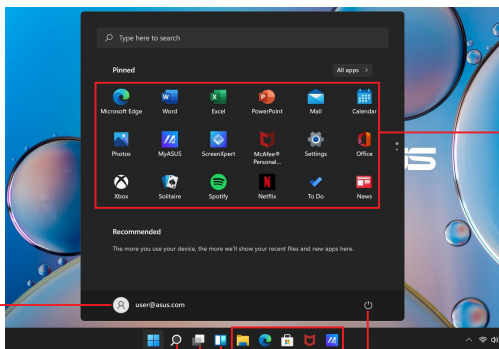 Type here to search
Pinned
All apps >
Microsoft Edge
Word
Excel
PowerPoint
Mail
Calendar
Photos
MyASUS
ScreenXpert
McAfee®
Personal...
Settings
Office
Xbox
Solitaire
Spotify
Netflix
To Do
News
Recommended
The more you use your device, the more we'll show your recent files and new apps here.
user@asus.com